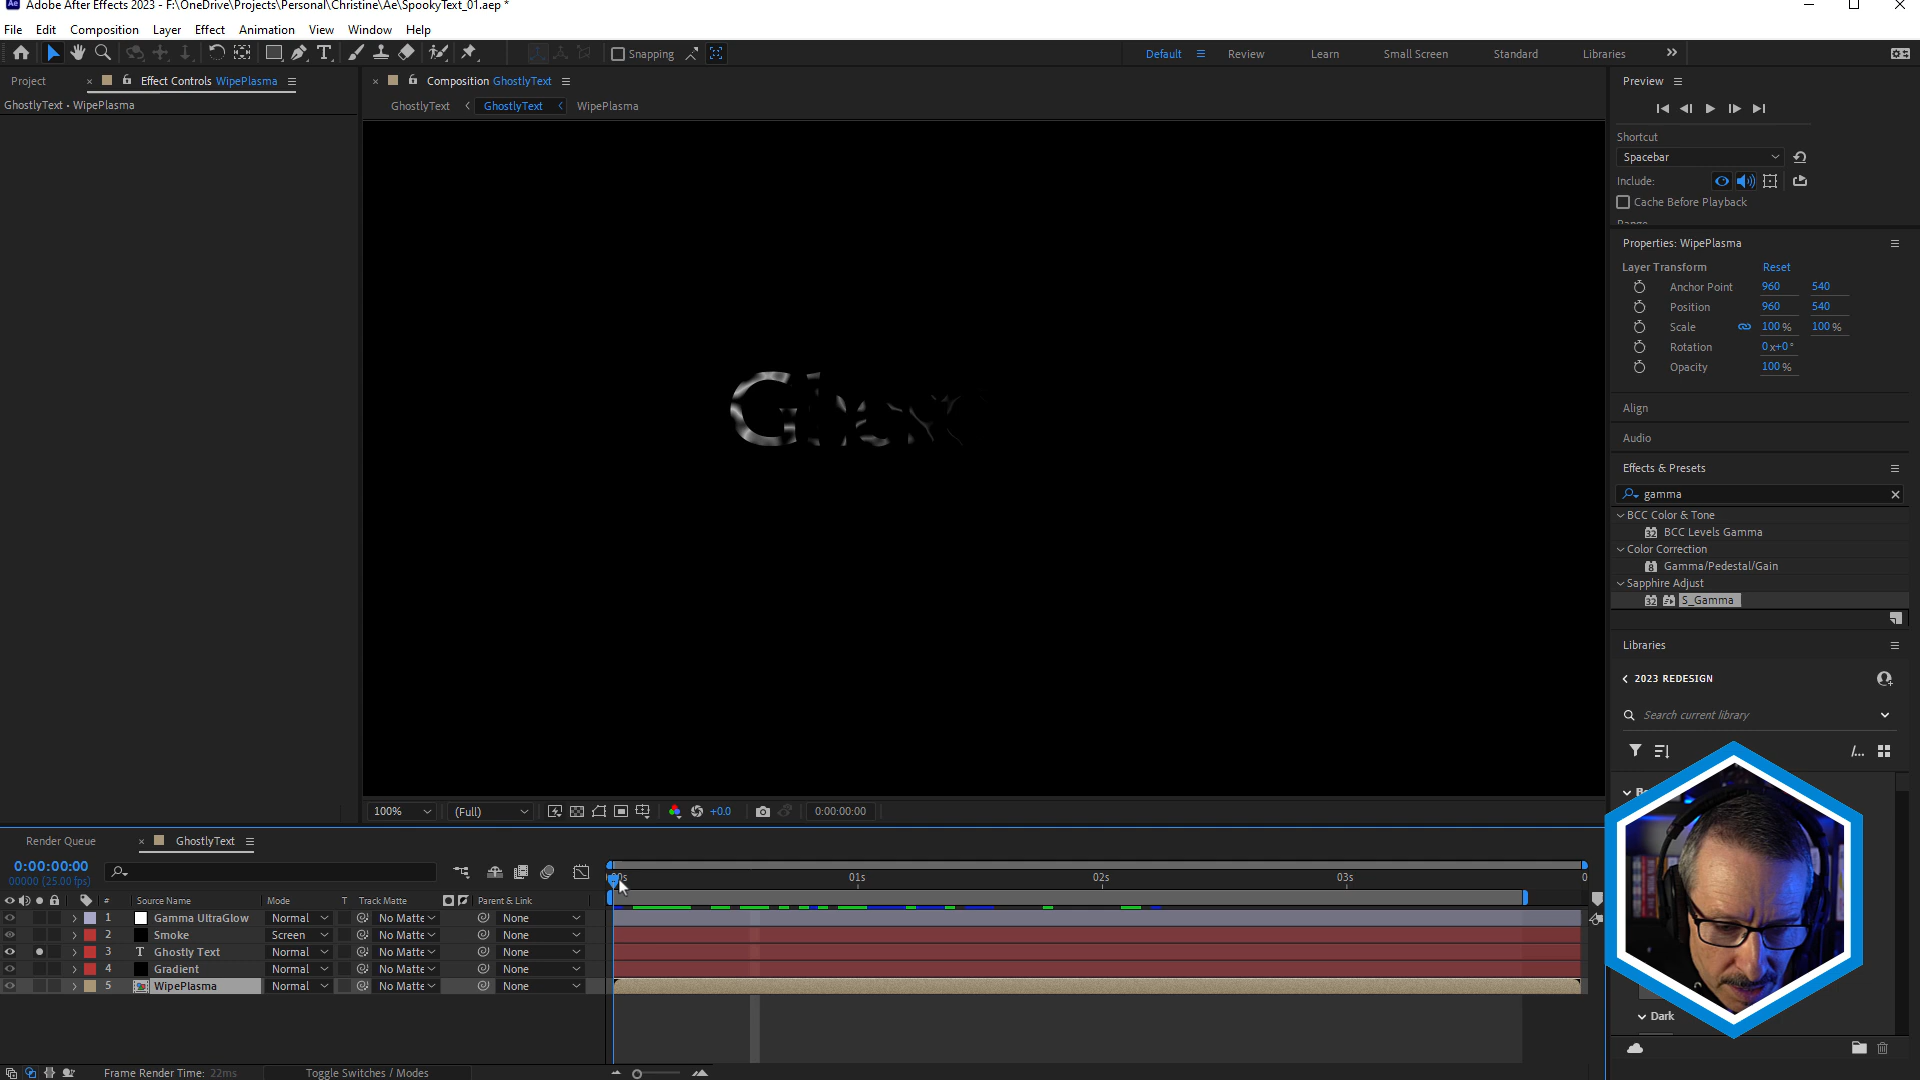 Adobe After Effects 2023 - F:\OneDrive\Projects\Personal\Christine\Ae\SpookyText_01.aep *
File Edit Composition Layer Effect Animation View Window Help
Snapping Default Review Learn Small Screen Standard Libraries
Project Effect Controls WipePlasma Composition GhostlyText Preview
GhostlyText • WipePlasma GhostlyText GhostlyText WipePlasma
Shortcut
Spacebar
Include:
Cache Before Playback
Range
Properties: WipePlasma
Layer Transform Reset
Anchor Point 960 540
Position 960 540
Scale 100 % 100 %
Rotation 0x+0°
Opacity 100 %
Align
Audio
Effects & Presets
gamma
BCC Color & Tone
BCC Levels Gamma
Color Correction
Gamma/Pedestal/Gain
Sapphire Adjust
S_Gamma
Libraries
2023 REDESIGN
Search current library
Dark
100% (Full) +0.0 0:00:00:00
Render Queue GhostlyText
0:00:00:00
00000 (25.00 fps)
01s 02s 03s
# Source Name Mode T Track Matte Parent & Link
1 Gamma UltraGlow Normal No Matte None
2 Smoke Screen No Matte None
3 T Ghostly Text Normal No Matte None
4 Gradient Normal No Matte None
5 WipePlasma Normal No Matte None
Frame Render Time: 22ms Toggle Switches / Modes